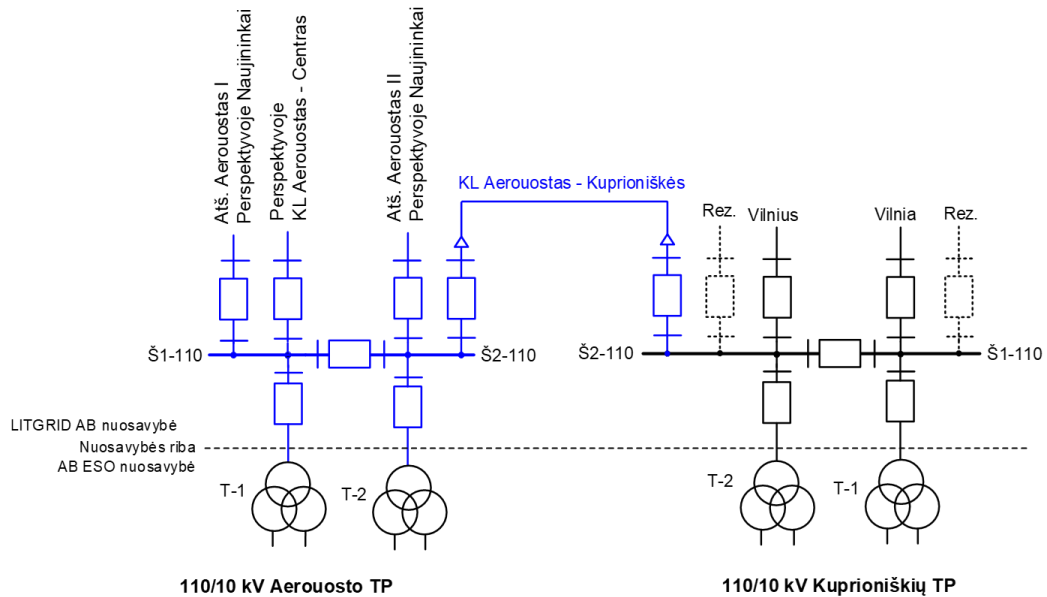 Atš. Aerouostas I
Perspektyvoje Naujininkai
Perspektyvoje
KL Aerouostas - Centras
Atš. Aerouostas II
Perspektyvoje Naujininkai
KL Aerouostas - Kuprioniškės
Rez.
Vilnius
Vilnia
Rez.
Š1-110
Š2-110
Š2-110
Š1-110
LITGRID AB nuosavybė
Nuosavybės riba
AB ESO nuosavybė
T-1
T-2
T-2
T-1
110/10 kV Aerouosto TP
110/10 kV Kuprioniškių TP